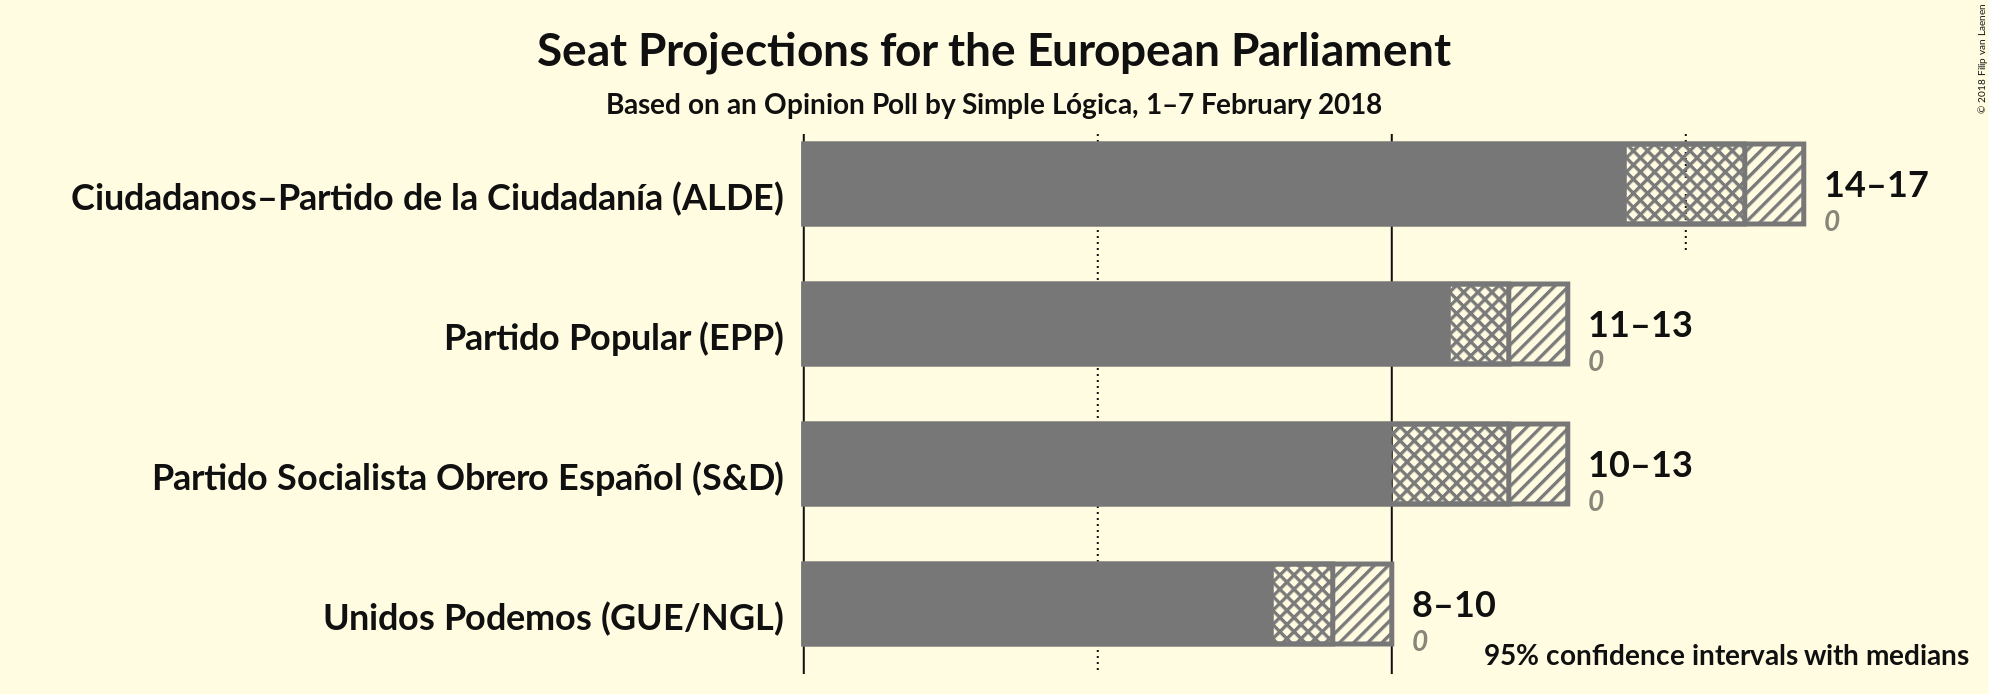 Seat Projections for the European Parliament
Based on an Opinion Poll by Simple Lógica, 1–7 February 2018
© 2018 Filip van Laenen
Ciudadanos–Partido de la Ciudadanía (ALDE)
14–17
0
Partido Popular (EPP)
11–13
0
Partido Socialista Obrero Español (S&D)
10–13
0
Unidos Podemos (GUE/NGL)
8–10
0
95% confidence intervals with medians